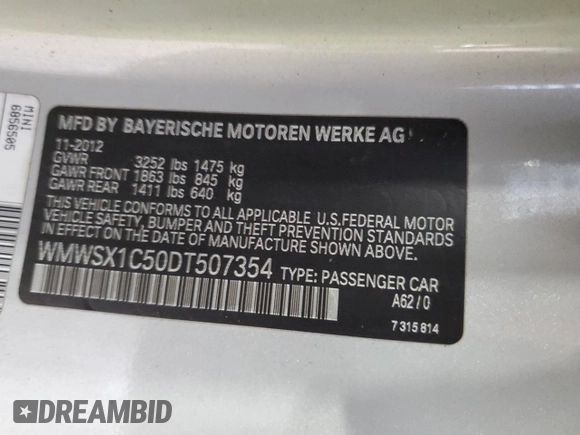 MINI
6856505
MFD BY BAYERISCHE MOTOREN WERKE AG
11-2012
GVWR 3252 lbs 1475 kg
GAWR FRONT 1863 lbs 845 kg
GAWR REAR 1411 lbs 640 kg
THIS VEHICLE CONFORMS TO ALL APPLICABLE U.S.FEDERAL MOTOR
VEHICLE SAFETY, BUMPER AND THEFT PREVENTION STANDARDS
IN EFFECT ON THE DATE OF MANUFACTURE SHOWN ABOVE.
WMWSX1C50DT507354 TYPE: PASSENGER CAR
A62/0
7 315 814
DREAMBID